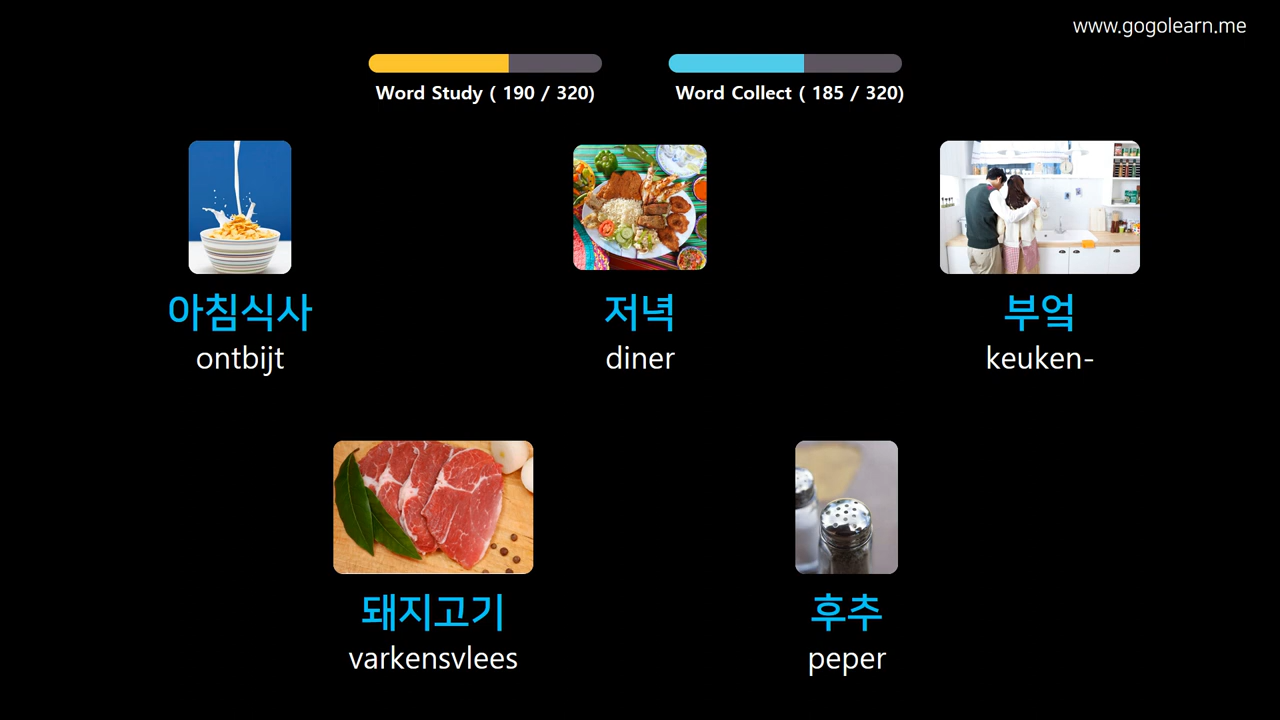 www.gogolearn.me
Word Study ( 190 / 320)
Word Collect ( 185 / 320)
아침식사
저녁
부엌
ontbijt
diner
keuken-
돼지고기
후추
varkensvlees
peper